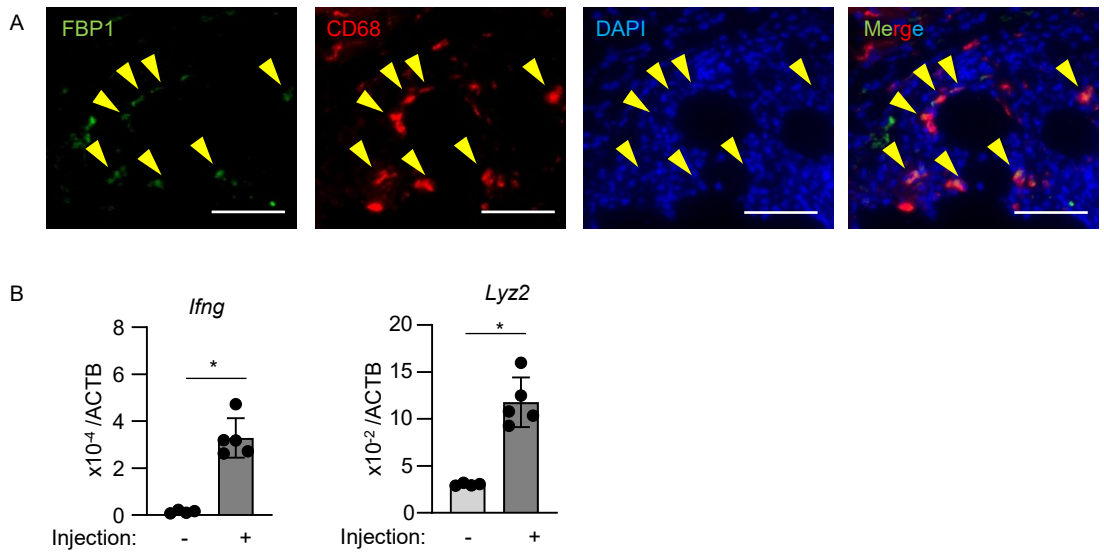 A
FBP1
CD68
DAPI
Merge
B
Ifng
8
6
4
2
0
x10-4 /ACTB
*
Injection:
-
+
Lyz2
20
15
10
5
0
x10-2 /ACTB
*
Injection:
-
+